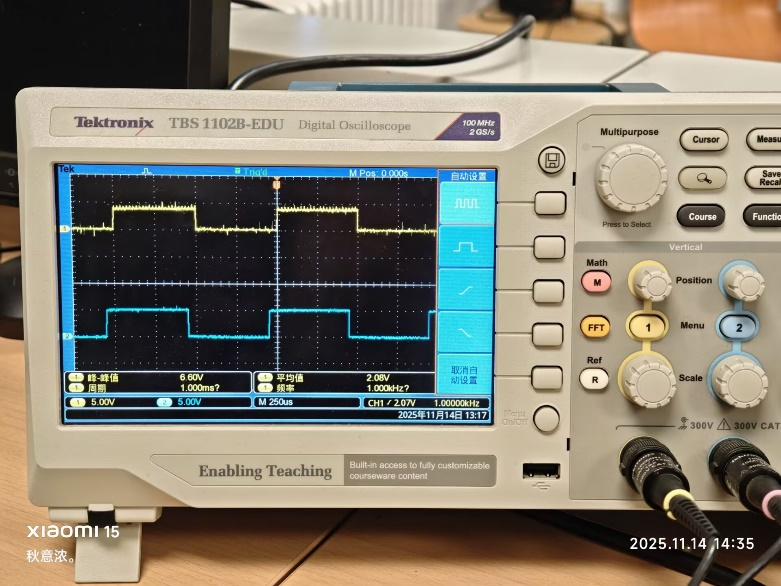 Tektronix TBS 1102B-EDU Digital Oscilloscope
100 MHz
2 GS/s
Tek
Trig'd
M Pos: 0.000s
自动设置
取消自
动设置
1
2
1 峰-峰值 6.60V
1 周期 1.000ms?
1 平均值 2.08V
1 频率 1.000kHz?
1 5.00V 2 5.00V M 250us CH1 2.07V 1.00000kHz
2025年11月14日 13:17
Menu
On/Off
Enabling Teaching
Built-in access to fully customizable
courseware content
Multipurpose
Press to Select
Cursor
Course
Save
Vertical
Math
M
Position
FFT
1
Menu
2
Ref
R
Scale
300V
300V CAT
XIAOMI 15
秋意浓。
2025.11.14 14:35